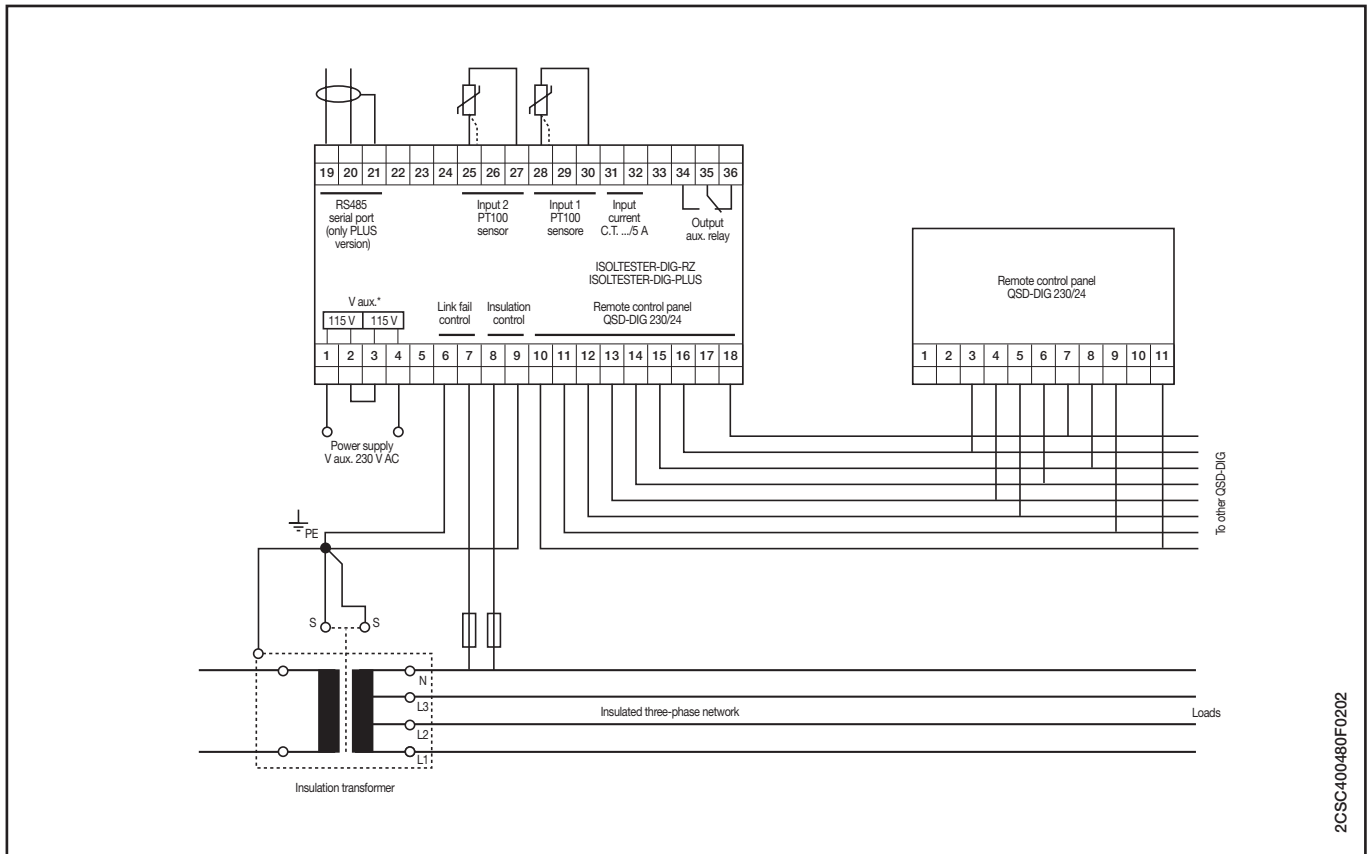 19 20 21 22 23 24 25 26 27 28 29 30 31 32 33 34 35 36
RS485
serial port
(only PLUS
version)
Input 2
PT100
sensor
Input 1
PT100
sensore
Input
current
C.T. .../5 A
Output
aux. relay
ISOLTESTER-DIG-RZ
ISOLTESTER-DIG-PLUS
V aux.*
115 V 115 V
Link fail
control
Insulation
control
Remote control panel
QSD-DIG 230/24
1 2 3 4 5 6 7 8 9 10 11 12 13 14 15 16 17 18
Power supply
V aux. 230 V AC
Remote control panel
QSD-DIG 230/24
1 2 3 4 5 6 7 8 9 10 11
To other QSD-DIG
PE
S S
N
L3
L2
L1
Insulated three-phase network
Loads
Insulation transformer
2CSC400480F0202